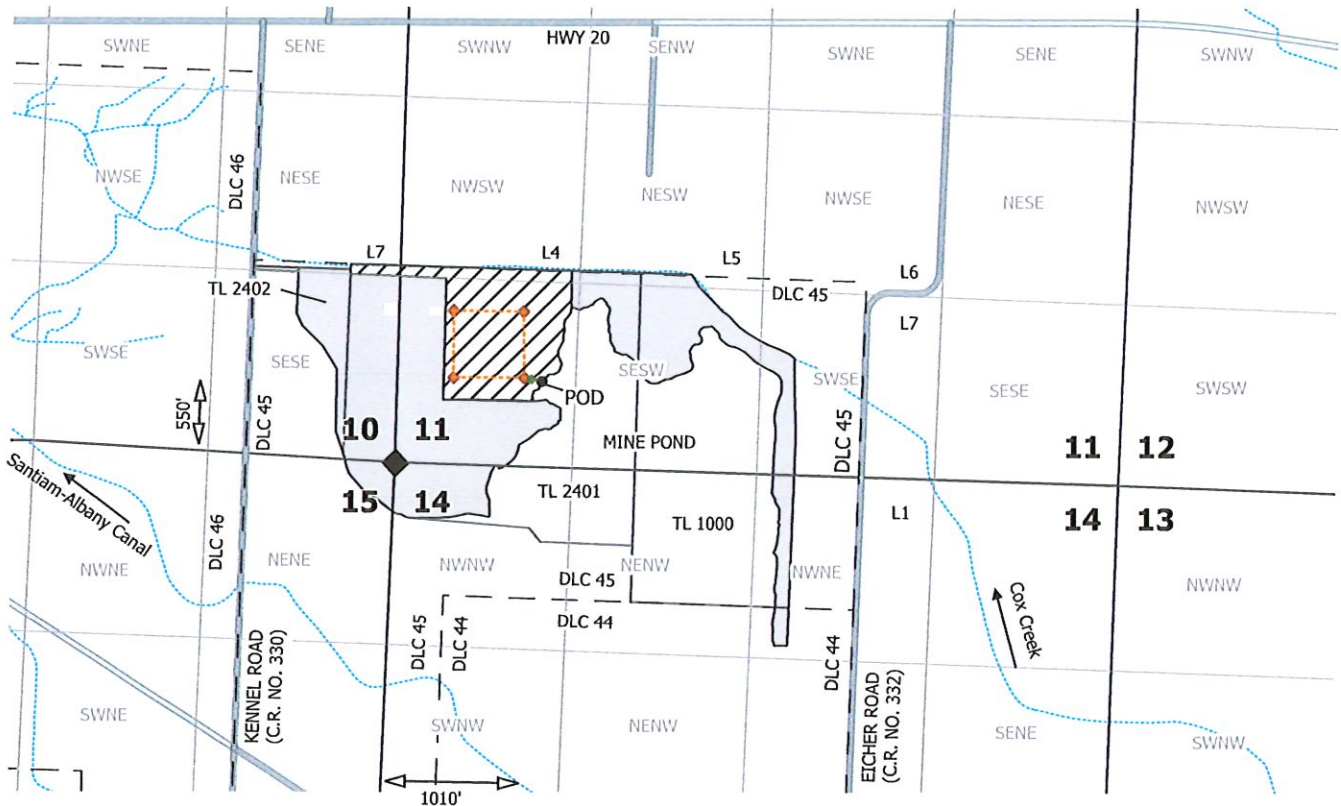 HWY 20
SWNE
SENE
SWNW
SENW
SWNE
SENE
SWNW
DLC 46
NWSE
NESE
NWSW
NESW
NWSE
NESE
NWSW
L7
L4
L5
L6
DLC 45
TL 2402
L7
SWSE
SESE
SESW
SWSE
SESE
SWSW
POD
550'
DLC 45
10
11
MINE POND
DLC 45
11
12
Santiam-Albany Canal
15
14
TL 2401
TL 1000
L1
14
13
DLC 46
NWNE
NENE
NWNW
NENW
NWNE
NWNW
DLC 45
DLC 44
Cox Creek
KENNEL ROAD
(C.R. NO. 330)
DLC 45
DLC 44
DLC 44
EICHER ROAD
(C.R. NO. 332)
SWNE
SWNW
NENW
SENE
SWNW
1010'